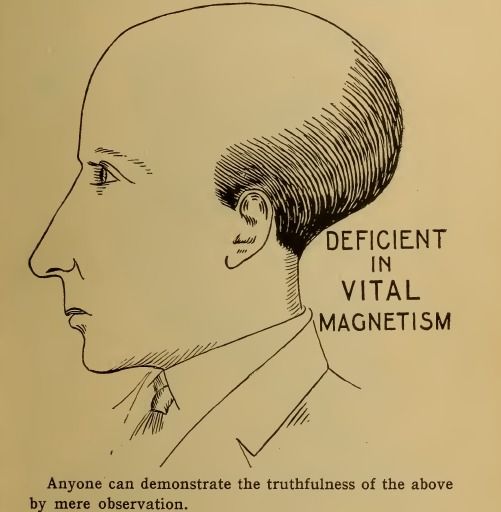 DEFICIENT
IN
VITAL
MAGNETISM
Anyone can demonstrate the truthfulness of the above
by mere observation.